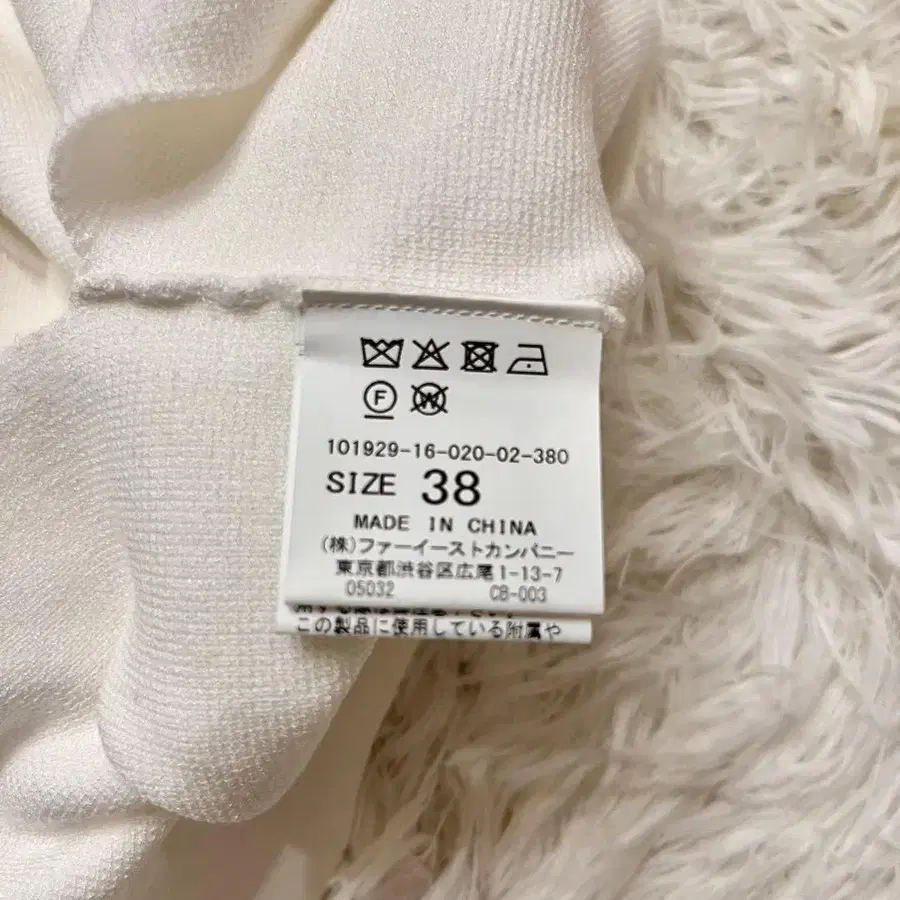 F W
101929-16-020-02-380
SIZE 38
MADE IN CHINA
(株)ファーイーストカンパニー
東京都渋谷区広尾1-13-7
05032 CB-003
この製品に使用している附属や